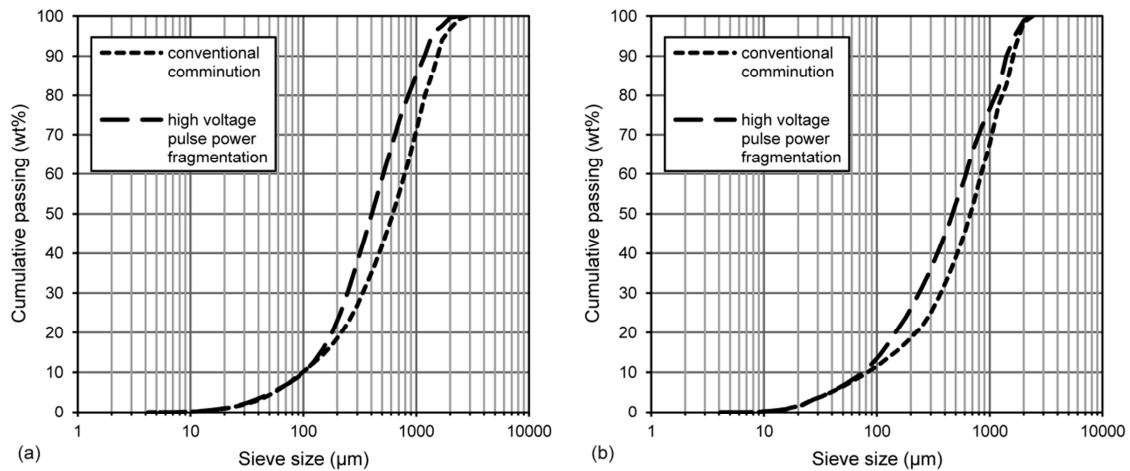 100
90
80
70
60
50
40
30
20
10
0
Cumulative passing (wt%)
conventional
comminution
high voltage
pulse power
fragmentation
1
10
100
1000
10000
Sieve size (µm)
(a)
100
90
80
70
60
50
40
30
20
10
0
Cumulative passing (wt%)
conventional
comminution
high voltage
pulse power
fragmentation
1
10
100
1000
10000
Sieve size (µm)
(b)